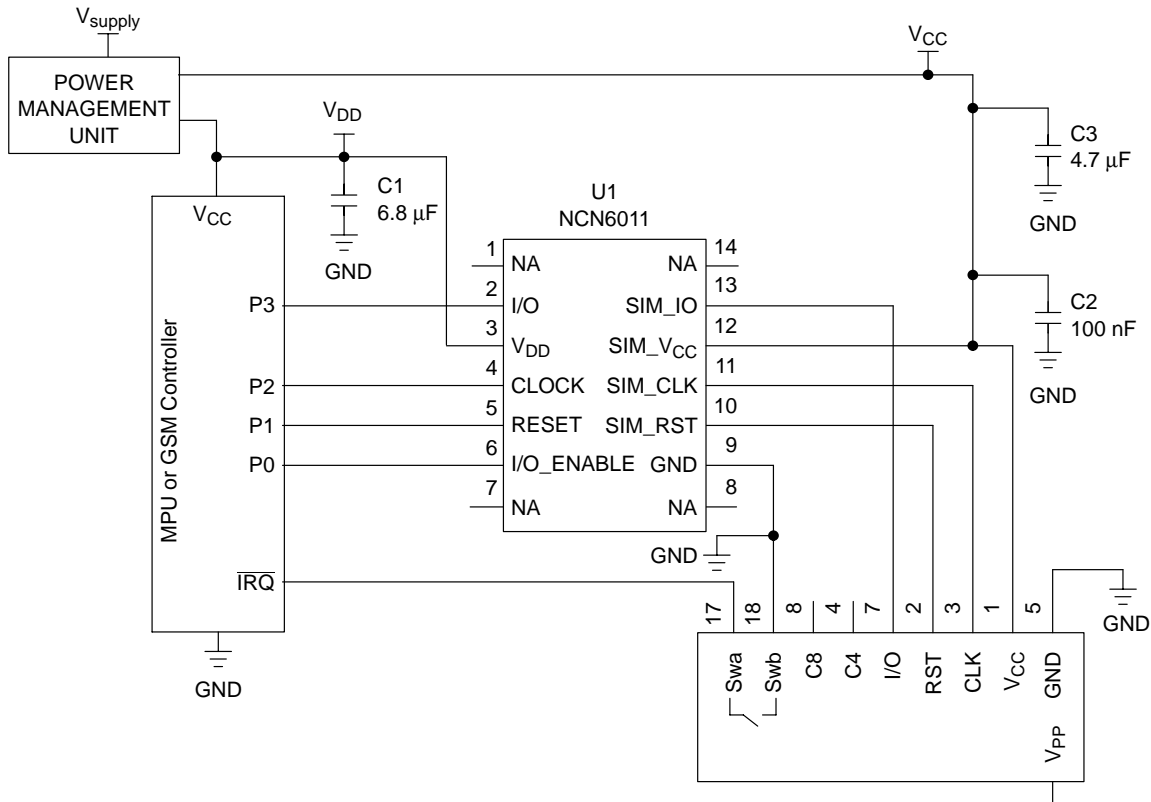 Vsupply
POWER
MANAGEMENT
UNIT
VCC
VDD
C1
6.8 μF
GND
C3
4.7 μF
GND
C2
100 nF
GND
U1
NCN6011
MPU or GSM Controller
VCC
P3
P2
P1
P0
IRQ
GND
1 NA
2 I/O
3 VDD
4 CLOCK
5 RESET
6 I/O_ENABLE
7 NA
14 NA
13 SIM_IO
12 SIM_VCC
11 SIM_CLK
10 SIM_RST
9 GND
8 NA
GND
17 Swa
18 Swb
8 C8
4 C4
7 I/O
2 RST
3 CLK
1 VCC
5 GND
GND
VPP